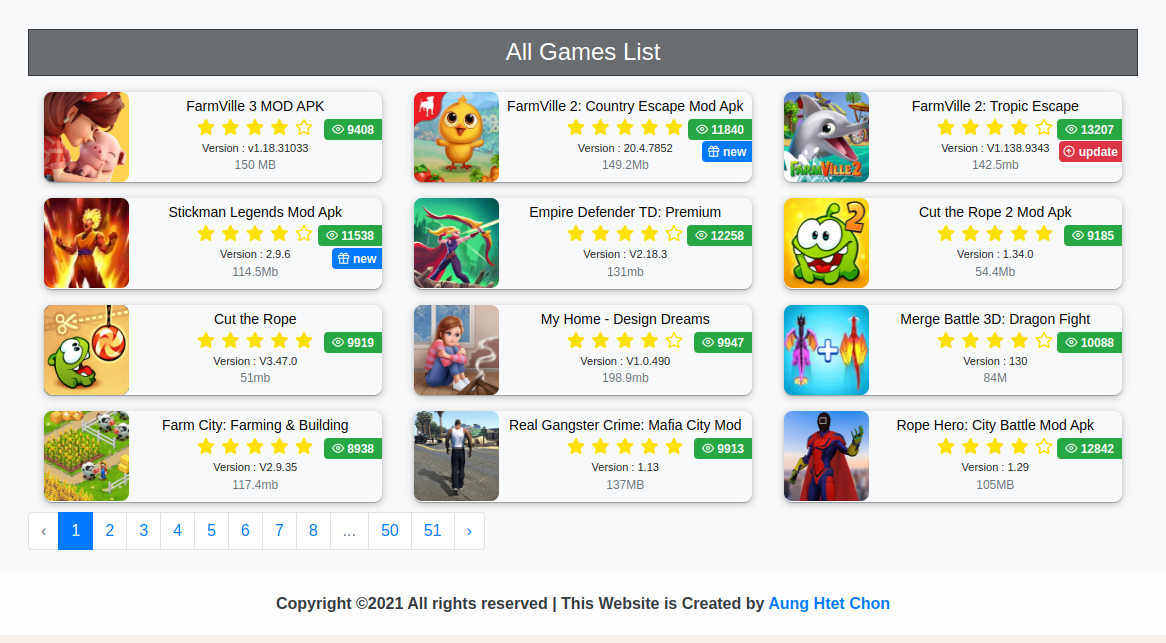 All Games List
FarmVille 3 MOD APK
9408
Version : v1.18.31033
150 MB
FarmVille 2: Country Escape Mod Apk
11840
Version : 20.4.7852
new
149.2Mb
FarmVille 2: Tropic Escape
13207
Version : V1.138.9343
update
142.5mb
FARMVILLE 2
Stickman Legends Mod Apk
11538
Version : 2.9.6
new
114.5Mb
Empire Defender TD: Premium
12258
Version : V2.18.3
131mb
2
Cut the Rope 2 Mod Apk
9185
Version : 1.34.0
54.4Mb
Cut the Rope
9919
Version : V3.47.0
51mb
My Home - Design Dreams
9947
Version : V1.0.490
198.9mb
Merge Battle 3D: Dragon Fight
10088
Version : 130
84M
Farm City: Farming & Building
8938
Version : V2.9.35
117.4mb
Real Gangster Crime: Mafia City Mod
9913
Version : 1.13
137MB
Rope Hero: City Battle Mod Apk
12842
Version : 1.29
105MB
‹ 1 2 3 4 5 6 7 8 ... 50 51 ›
Copyright ©2021 All rights reserved | This Website is Created by Aung Htet Chon